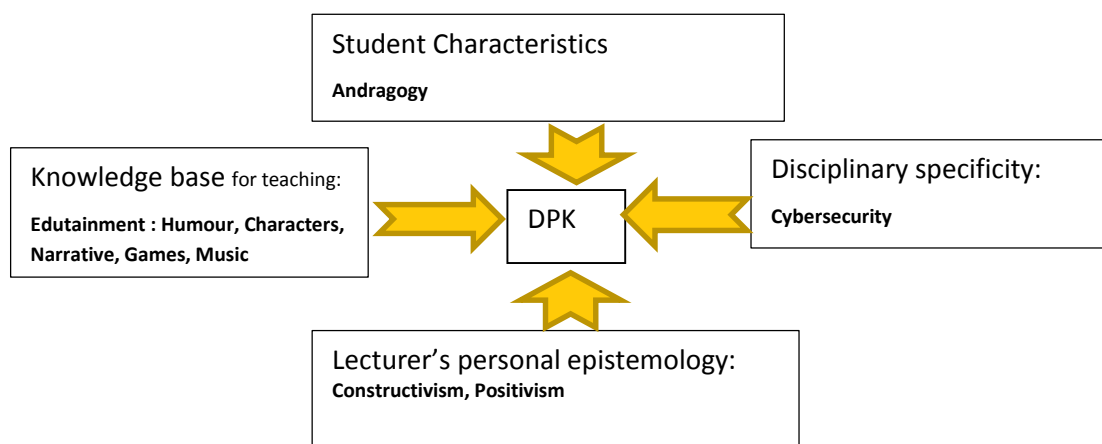 Student Characteristics
Andragogy
Knowledge base for teaching:
Edutainment : Humour, Characters,
Narrative, Games, Music
DPK
Disciplinary specificity:
Cybersecurity
Lecturer’s personal epistemology:
Constructivism, Positivism